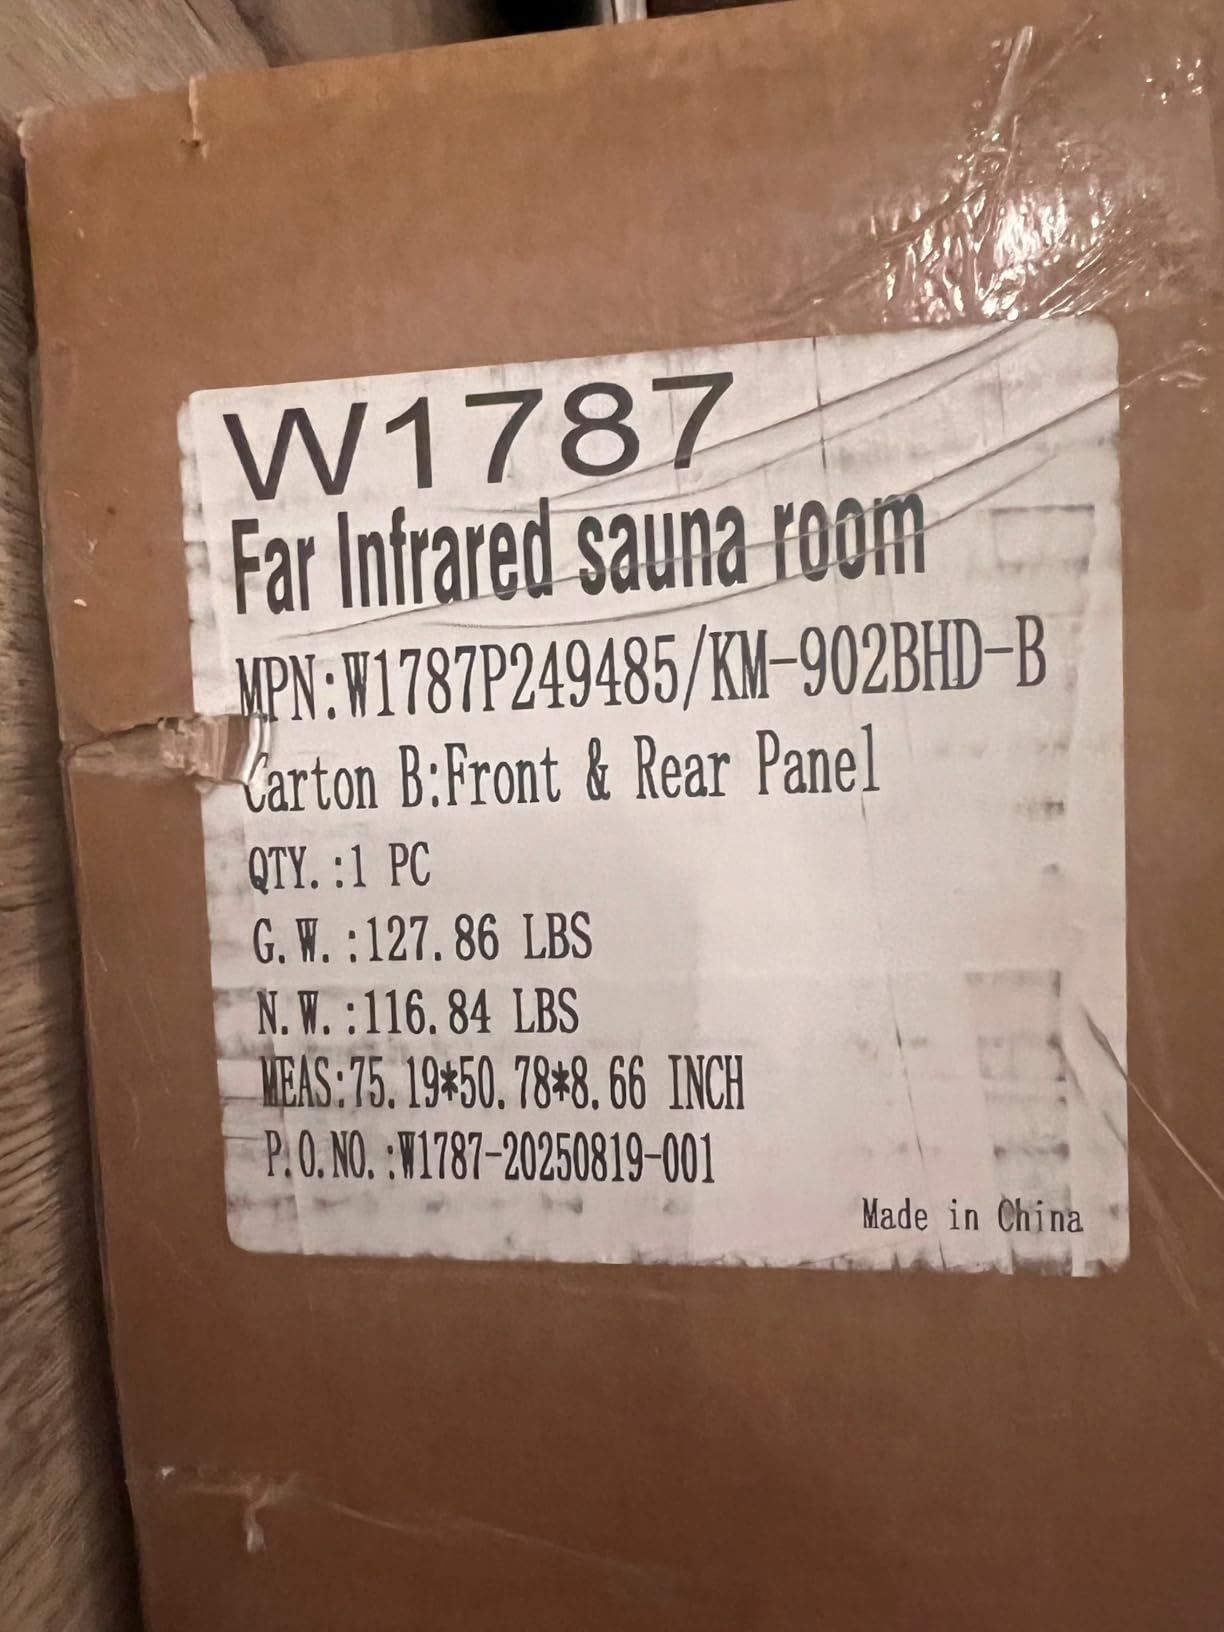 W1787
Far Infrared sauna room
MPN:W1787P249485/KM-902BHD-B
Carton B:Front & Rear Panel
QTY.:1 PC
G.W.:127.86 LBS
N.W.:116.84 LBS
MEAS:75.19*50.78*8.66 INCH
P.O.NO.:W1787-20250819-001
Made in China